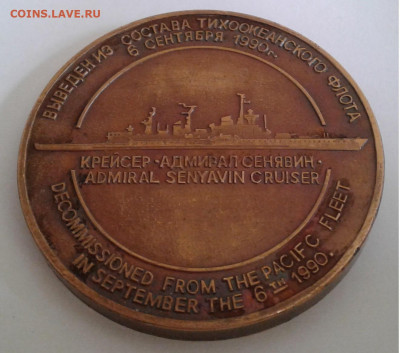 COINS.LAVE.RU
ВЫВЕДЕН ИЗ СОСТАВА ТИХООКЕАНСКОГО ФЛОТА
6 СЕНТЯБРЯ 1990г.
КРЕЙСЕР·АДМИРАЛ СЕНЯВИН·
ADMIRAL SENYAVIN CRUISER
DECOMMISSIONED FROM THE PACIFIC FLEET
IN SEPTEMBER THE 6TH 1990.